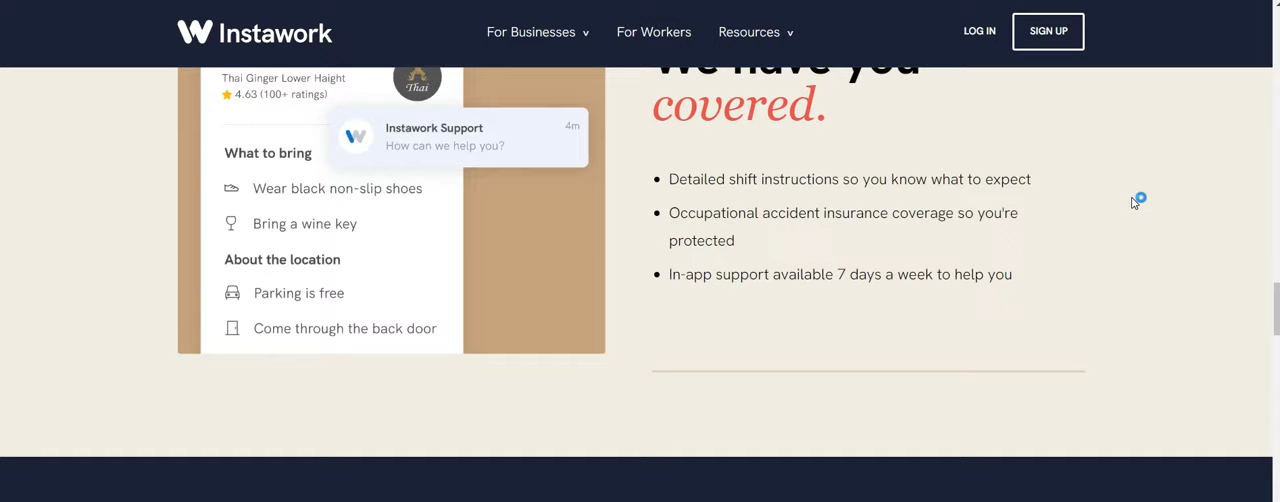 Instawork
For Businesses v
For Workers
Resources v
LOG IN
SIGN UP
Thai Ginger Lower Haight
4.63 (100+ ratings)
Thai
Instawork Support
4m
How can we help you?
What to bring
Wear black non-slip shoes
Bring a wine key
About the location
Parking is free
Come through the back door
We have you
covered.
Detailed shift instructions so you know what to expect
Occupational accident insurance coverage so you're
protected
In-app support available 7 days a week to help you